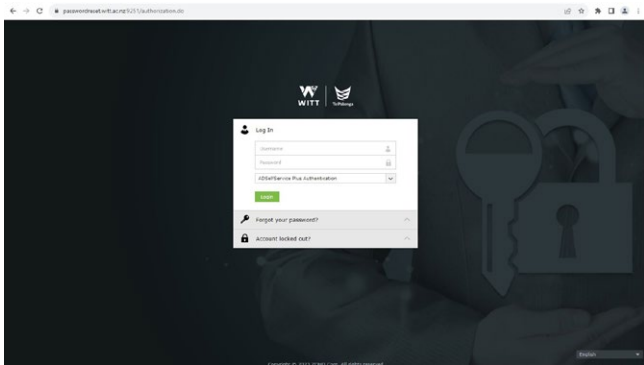 passwordreset.witt.ac.nz:9251/authorization.do
WITT
Te Pūkenga
Log In
Username
Password
ADSelfService Plus Authentication
Login
Forgot your password?
Account locked out?
English